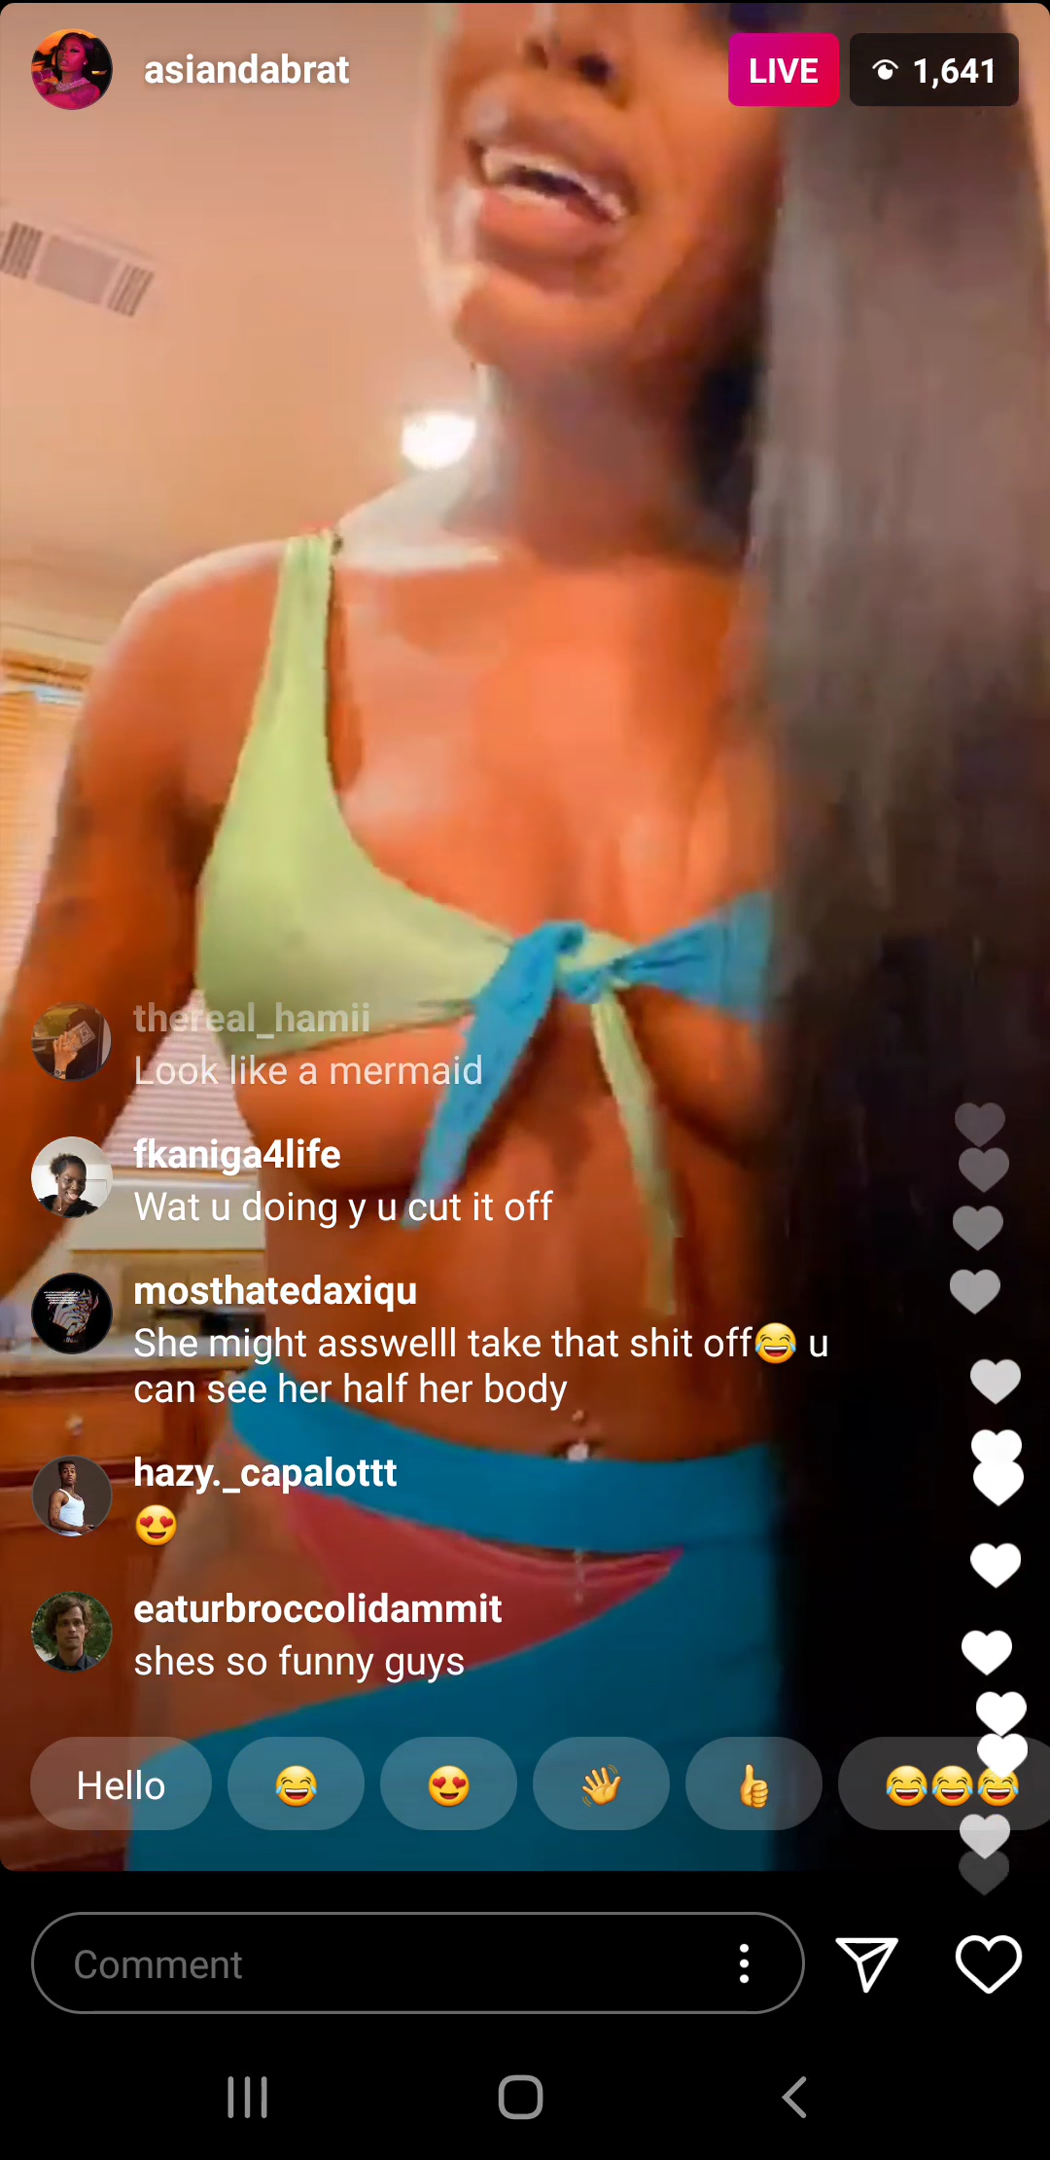 asiandabrat
LIVE
1,641
thereal_hamii
Look like a mermaid
fkaniga4life
Wat u doing y u cut it off
mosthatedaxiqu
She might asswelll take that shit off😂 u
can see her half her body
hazy._capalottt
😍
eaturbroccolidammit
shes so funny guys
Hello 😂 😍 👋 👍 😂😂😂
Comment